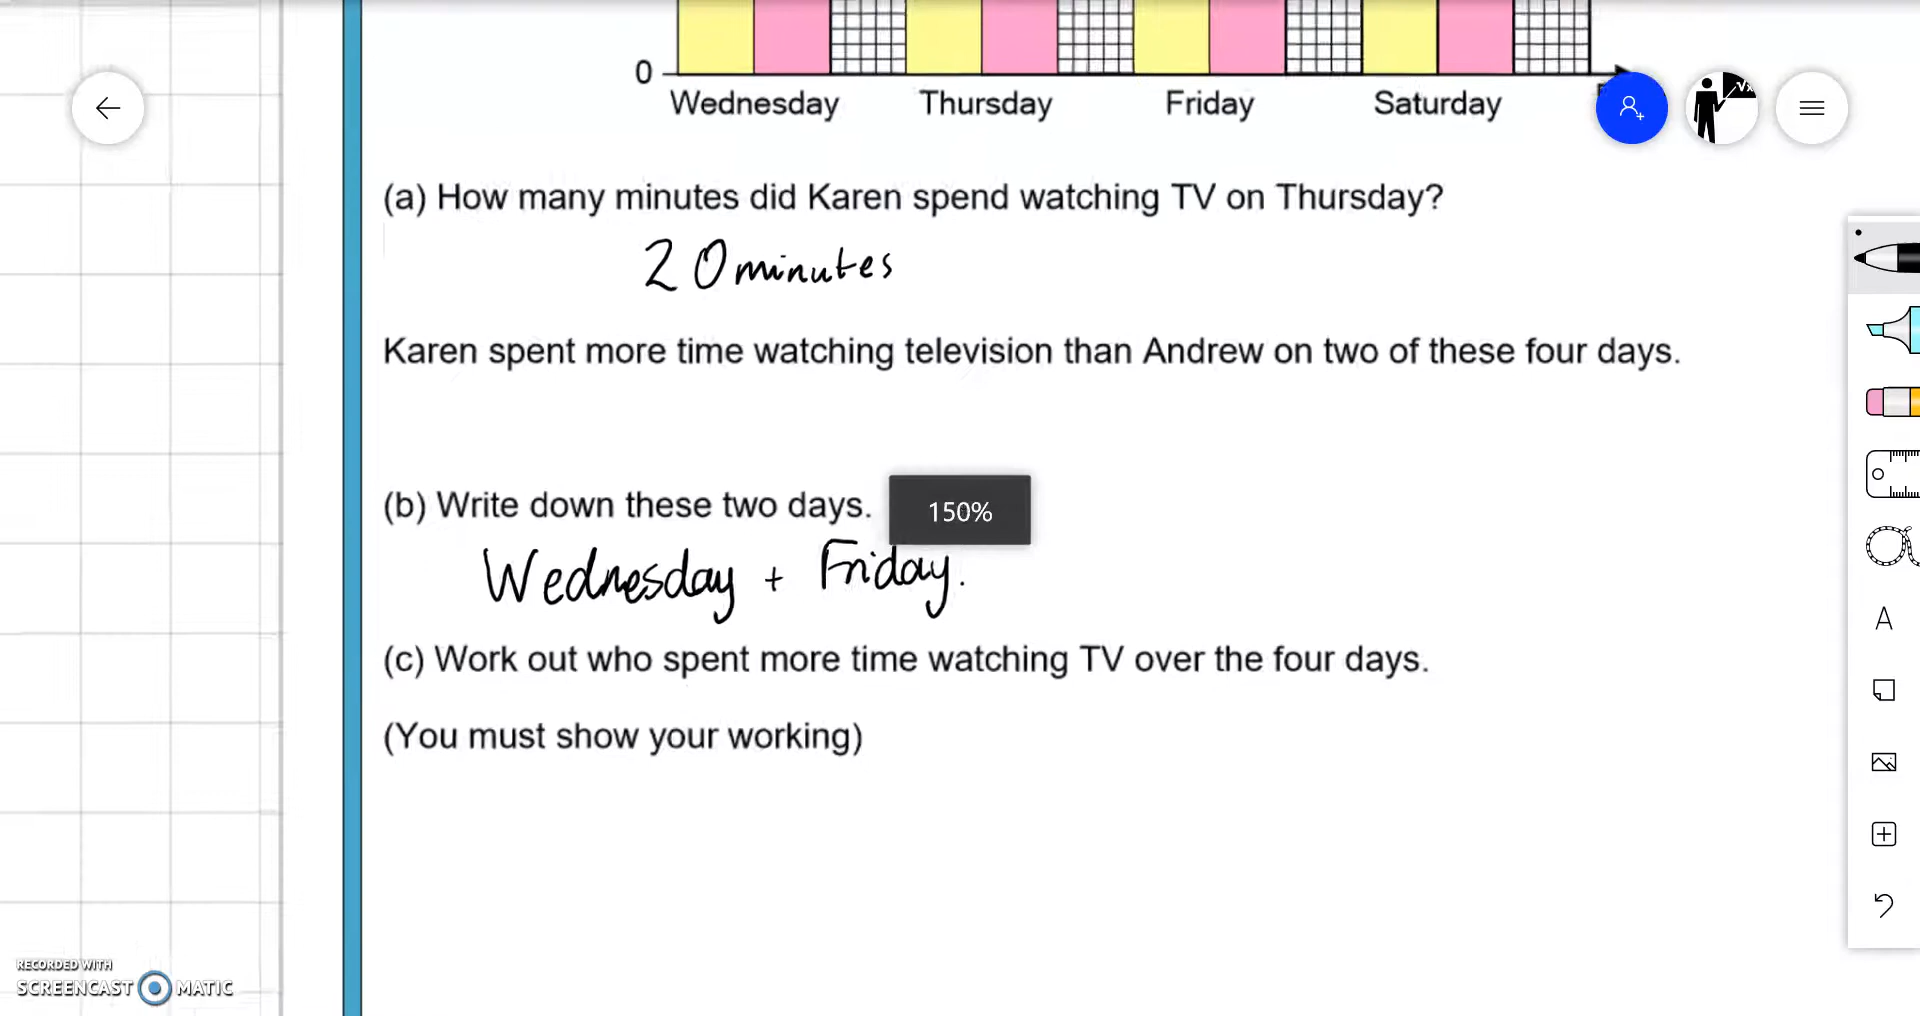 0
Wednesday Thursday Friday Saturday
(a) How many minutes did Karen spend watching TV on Thursday?
20 minutes
Karen spent more time watching television than Andrew on two of these four days.
(b) Write down these two days.
150%
Wednesday + Friday.
(c) Work out who spent more time watching TV over the four days.
(You must show your working)
A
RECORDED WITH
SCREENCAST MATIC